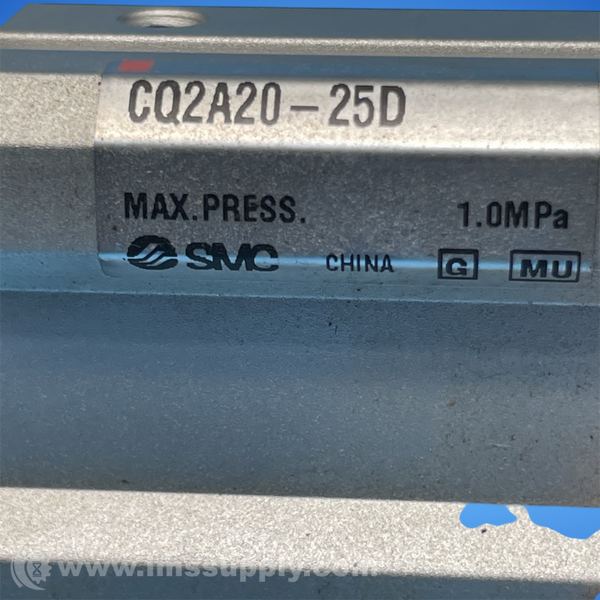 CQ2A20-25D
MAX.PRESS. 1.0MPa
SMC CHINA G MU
www.imssupply.com